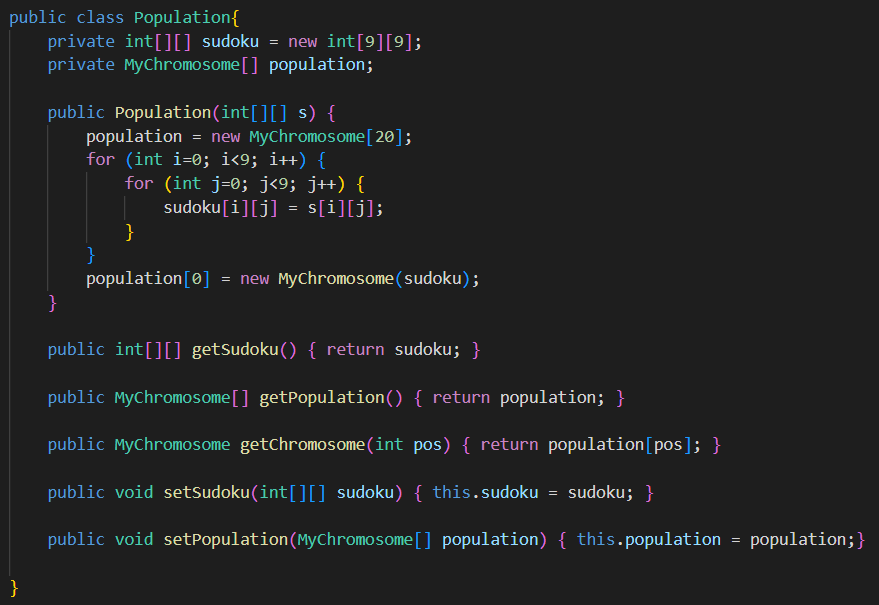 public class Population{
    private int[][] sudoku = new int[9][9];
    private MyChromosome[] population;

    public Population(int[][] s) {
        population = new MyChromosome[20];
        for (int i=0; i<9; i++) {
            for (int j=0; j<9; j++) {
                sudoku[i][j] = s[i][j];
            }
        }
        population[0] = new MyChromosome(sudoku);
    }

    public int[][] getSudoku() { return sudoku; }

    public MyChromosome[] getPopulation() { return population; }

    public MyChromosome getChromosome(int pos) { return population[pos]; }

    public void setSudoku(int[][] sudoku) { this.sudoku = sudoku; }

    public void setPopulation(MyChromosome[] population) { this.population = population;}

}